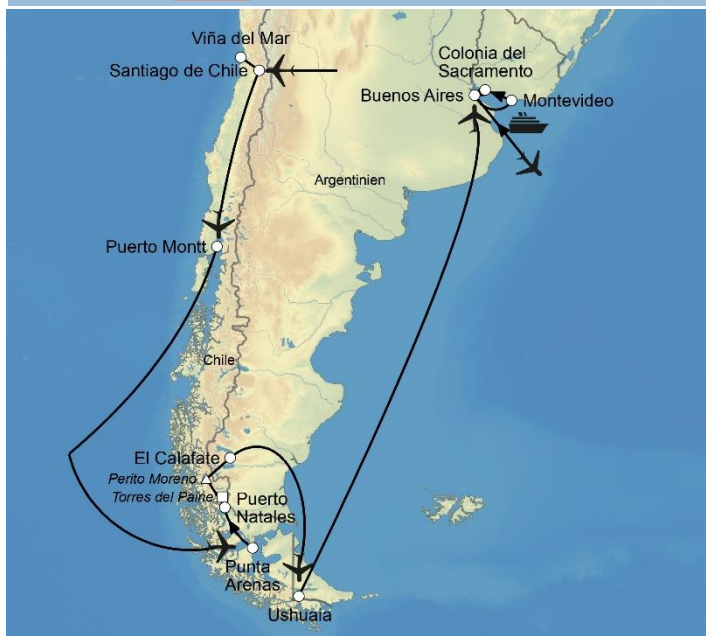 Viña del Mar
Santiago de Chile
Colonia del
Sacramento
Buenos Aires
Montevideo
Argentinien
Puerto Montt
Chile
El Calafate
Perito Moreno
Torres del Paine
Puerto
Natales
Punta
Arenas
Ushuaia